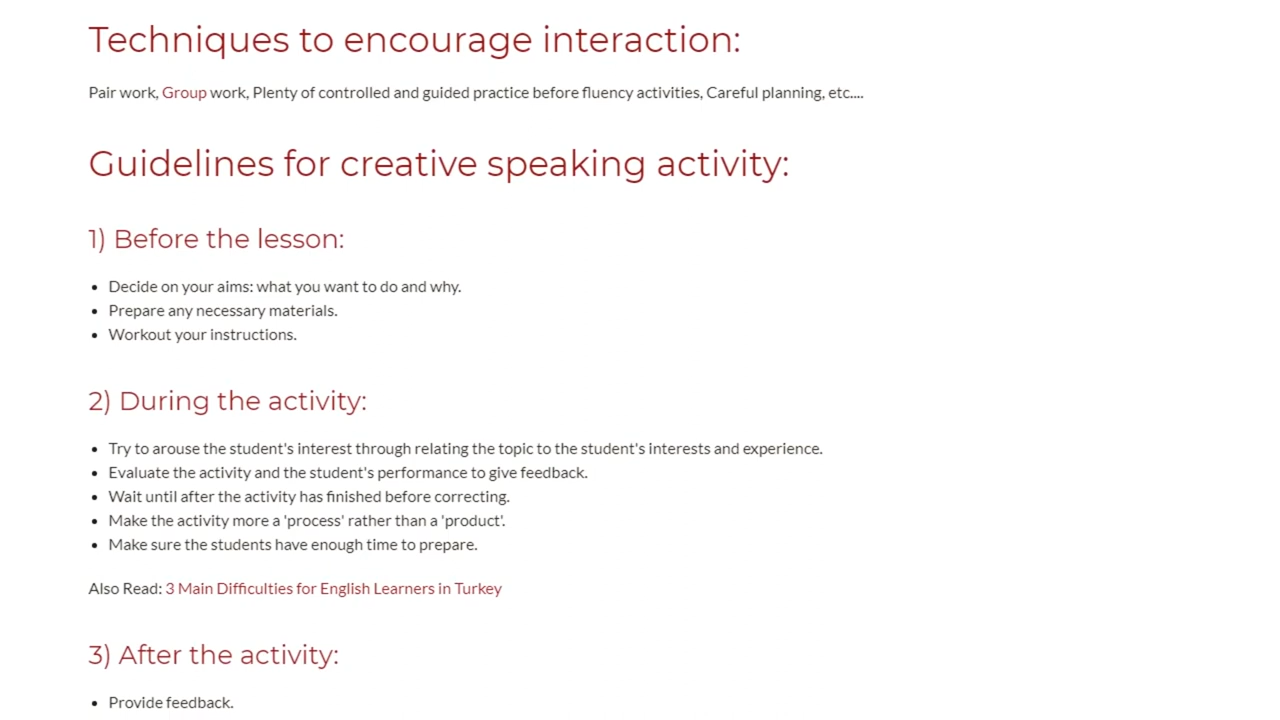 Techniques to encourage interaction:
Pair work, Group work, Plenty of controlled and guided practice before fluency activities, Careful planning, etc....
Guidelines for creative speaking activity:
1) Before the lesson:
• Decide on your aims: what you want to do and why.
• Prepare any necessary materials.
• Workout your instructions.
2) During the activity:
• Try to arouse the student's interest through relating the topic to the student's interests and experience.
• Evaluate the activity and the student's performance to give feedback.
• Wait until after the activity has finished before correcting.
• Make the activity more a 'process' rather than a 'product'.
• Make sure the students have enough time to prepare.
Also Read: 3 Main Difficulties for English Learners in Turkey
3) After the activity:
• Provide feedback.